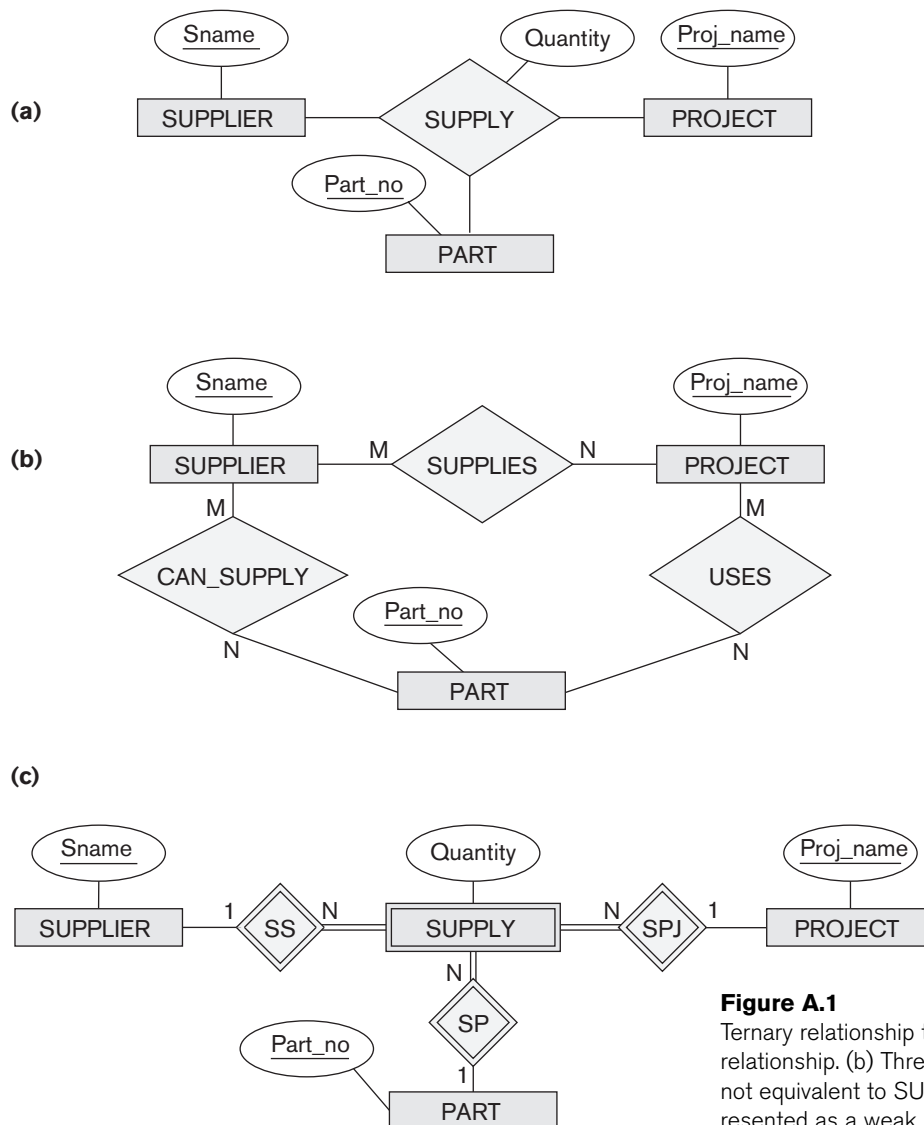 (a)
Sname
Quantity
Proj_name
SUPPLIER
SUPPLY
PROJECT
Part_no
PART
(b)
Sname
Proj_name
SUPPLIER
M
SUPPLIES
N
PROJECT
M
M
CAN_SUPPLY
USES
Part_no
N
N
PART
(c)
Sname
Quantity
Proj_name
SUPPLIER
1
SS
N
SUPPLY
N
SPJ
1
PROJECT
N
SP
Part_no
1
PART
Figure A.1
Ternary relationship
relationship. (b) Three
not equivalent to SU
resented as a weak